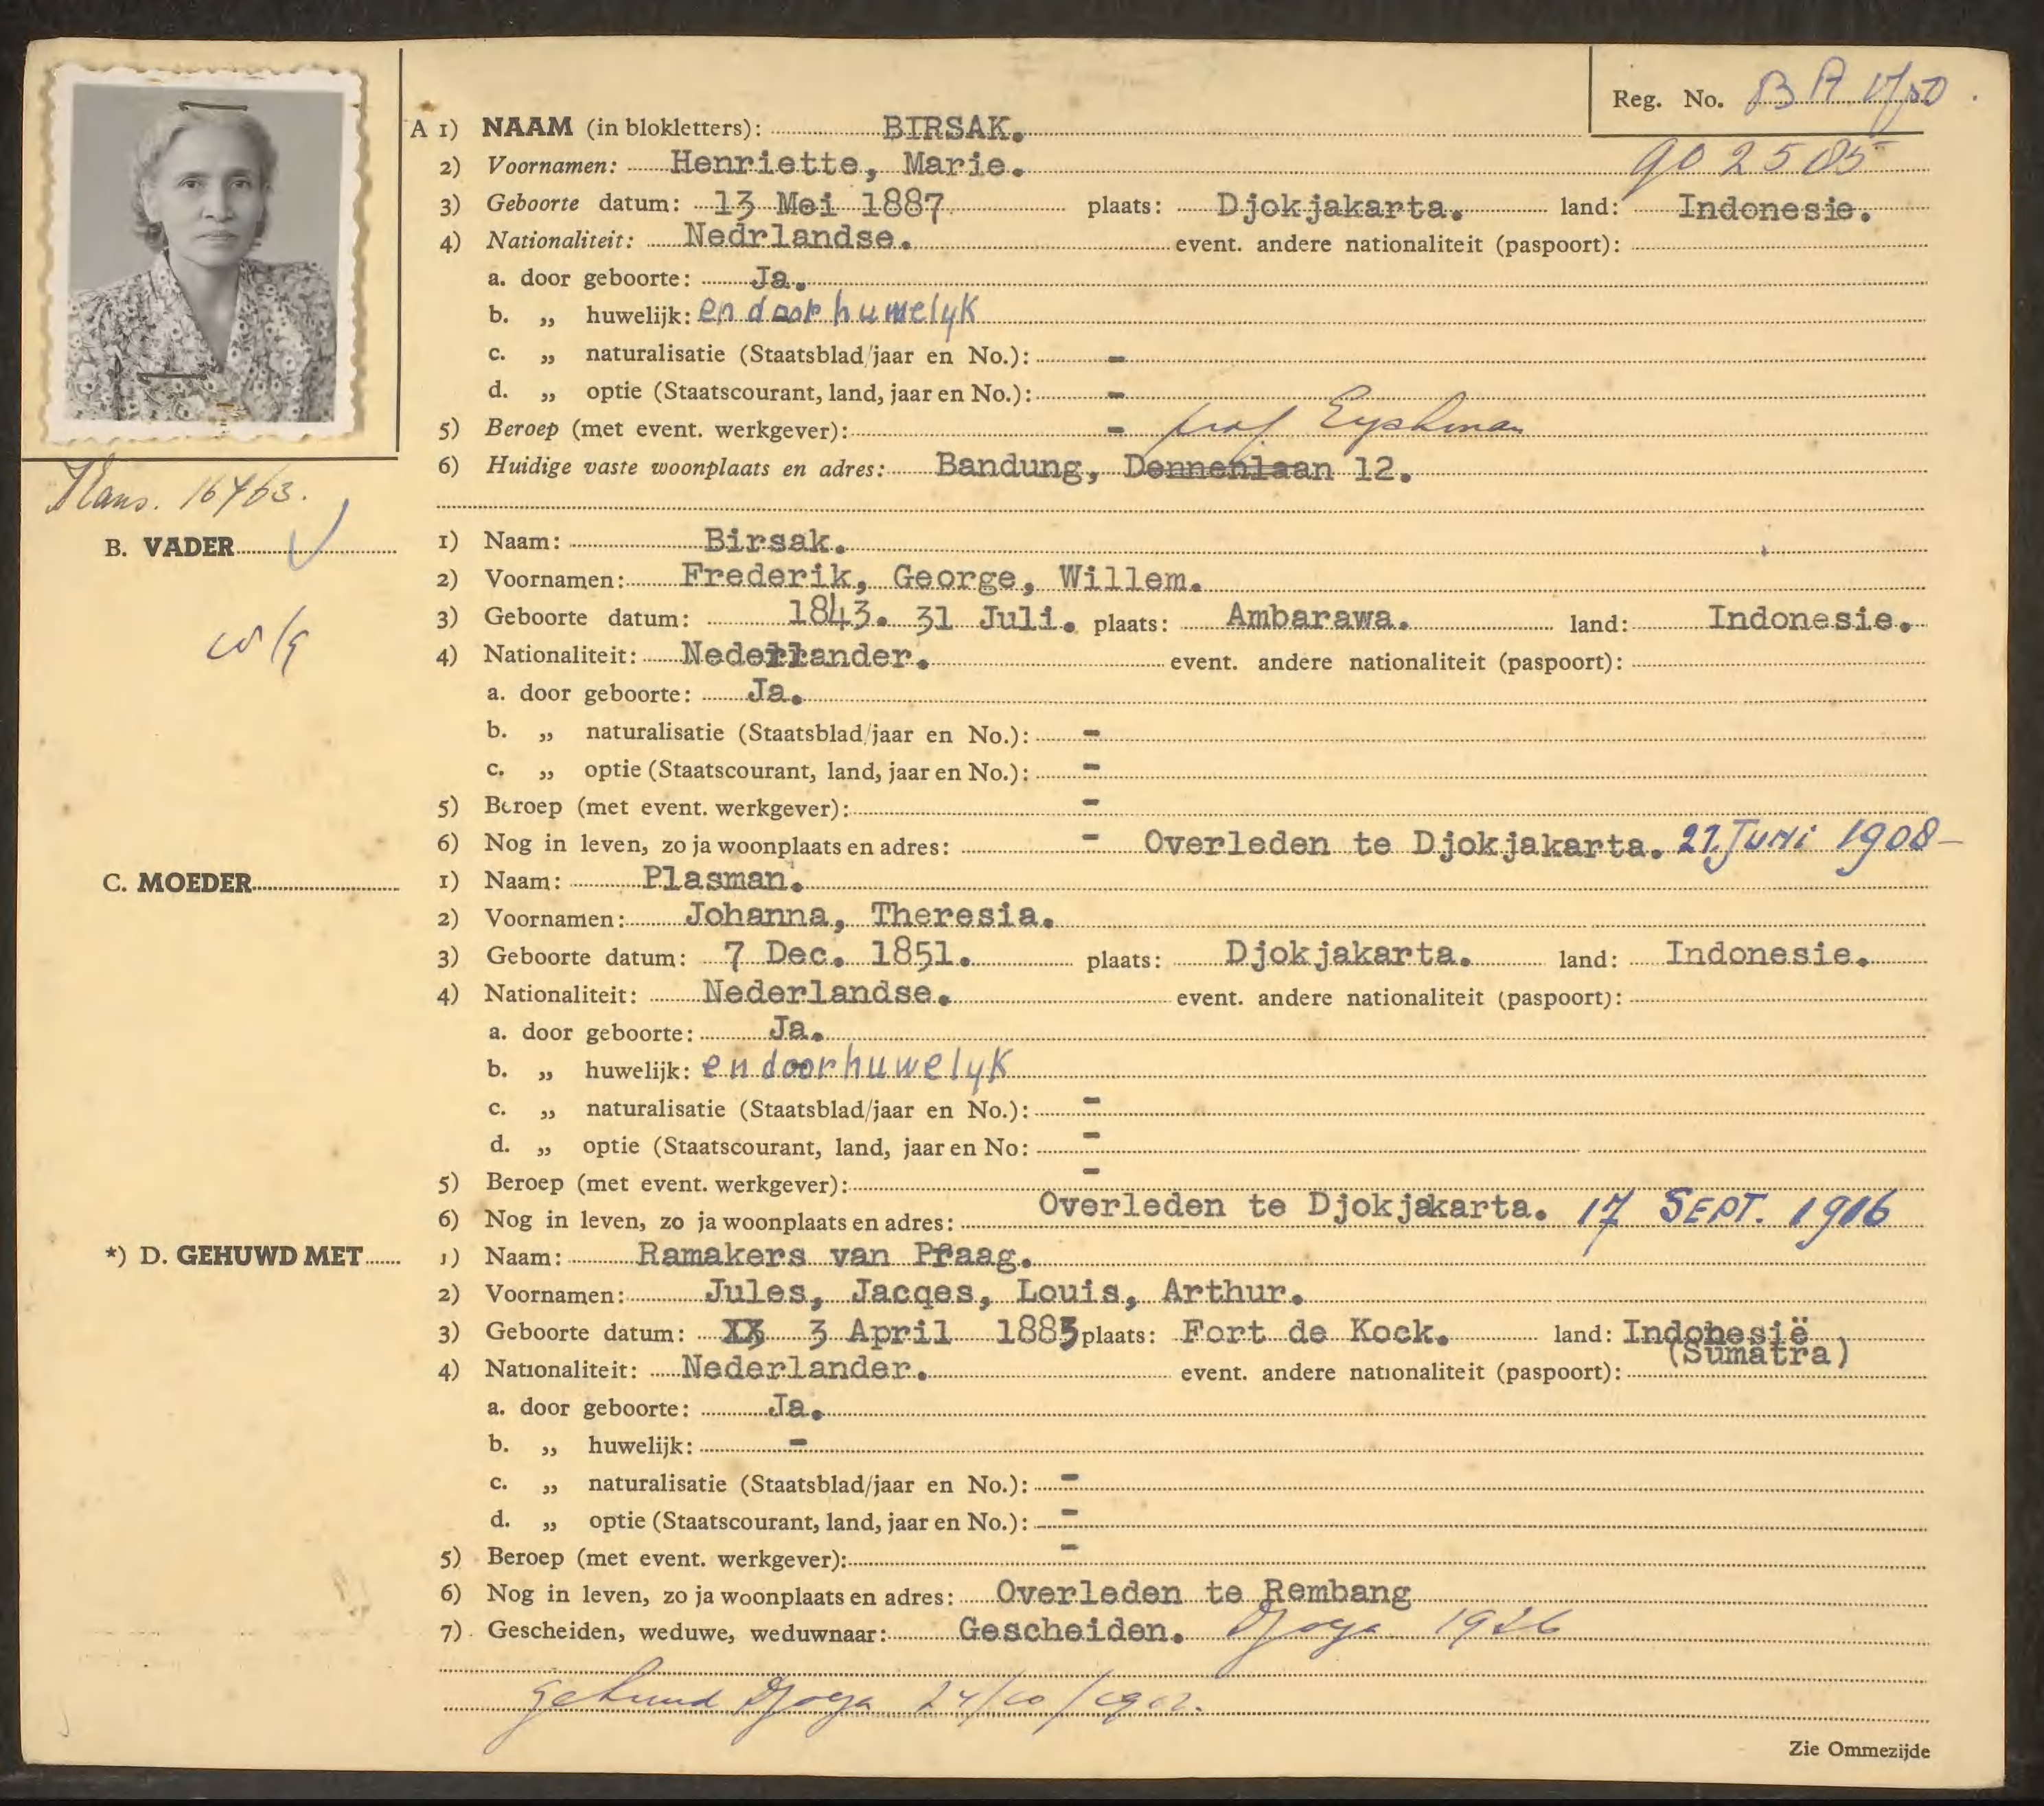 Reg. No. B A
A 1) NAAM (in blokletters): BIRSAK.
90 2585
2) Voornamen: Henriette, Marie.
3) Geboorte datum: 13 Mei 1887 plaats: Djokjakarta. land: Indonesie.
4) Nationaliteit: Nedrlandse. event. andere nationaliteit (paspoort):
a. door geboorte: Ja.
b. „ huwelijk: en door huwelyk
c. „ naturalisatie (Staatsblad/jaar en No.): -
d. „ optie (Staatscourant, land, jaar en No.): -
5) Beroep (met event. werkgever): -
prof. Eyckman
6) Huidige vaste woonplaats en adres: Bandung, Dennenlaan 12.
Trans. 16463.
B. VADER
1) Naam: Birsak.
2) Voornamen: Frederik, George, Willem.
3) Geboorte datum: 1843. 31 Juli. plaats: Ambarawa. land: Indonesie.
4) Nationaliteit: Nederlander. event. andere nationaliteit (paspoort):
a. door geboorte: Ja.
b. „ naturalisatie (Staatsblad/jaar en No.): -
c. „ optie (Staatscourant, land, jaar en No.): -
5) Beroep (met event. werkgever): -
6) Nog in leven, zo ja woonplaats en adres: - Overleden te Djokjakarta. 27 Juni 1908-
C. MOEDER
1) Naam: Plasman.
2) Voornamen: Johanna, Theresia.
3) Geboorte datum: 7 Dec. 1851. plaats: Djokjakarta. land: Indonesie.
4) Nationaliteit: Nederlandse. event. andere nationaliteit (paspoort):
a. door geboorte: Ja.
b. „ huwelijk: en door huwelyk
c. „ naturalisatie (Staatsblad/jaar en No.): -
d. „ optie (Staatscourant, land, jaar en No: -
5) Beroep (met event. werkgever): -
6) Nog in leven, zo ja woonplaats en adres: Overleden te Djokjakarta. 17 SEPT. 1916
*) D. GEHUWD MET
1) Naam: Ramakers van Praag.
2) Voornamen: Jules, Jacqes, Louis, Arthur.
3) Geboorte datum: 3 April 1883 plaats: Fort de Kock. land: Indonesië
(Sumatra)
4) Nationaliteit: Nederlander. event. andere nationaliteit (paspoort):
a. door geboorte: Ja.
b. „ huwelijk: -
c. „ naturalisatie (Staatsblad/jaar en No.): -
d. „ optie (Staatscourant, land, jaar en No.): -
5) Beroep (met event. werkgever): -
6) Nog in leven, zo ja woonplaats en adres: Overleden te Rembang
7) Gescheiden, weduwe, weduwnaar: Gescheiden. Djogja 1926
Gehuwd Djogja 24/10/1902.
Zie Ommezijde